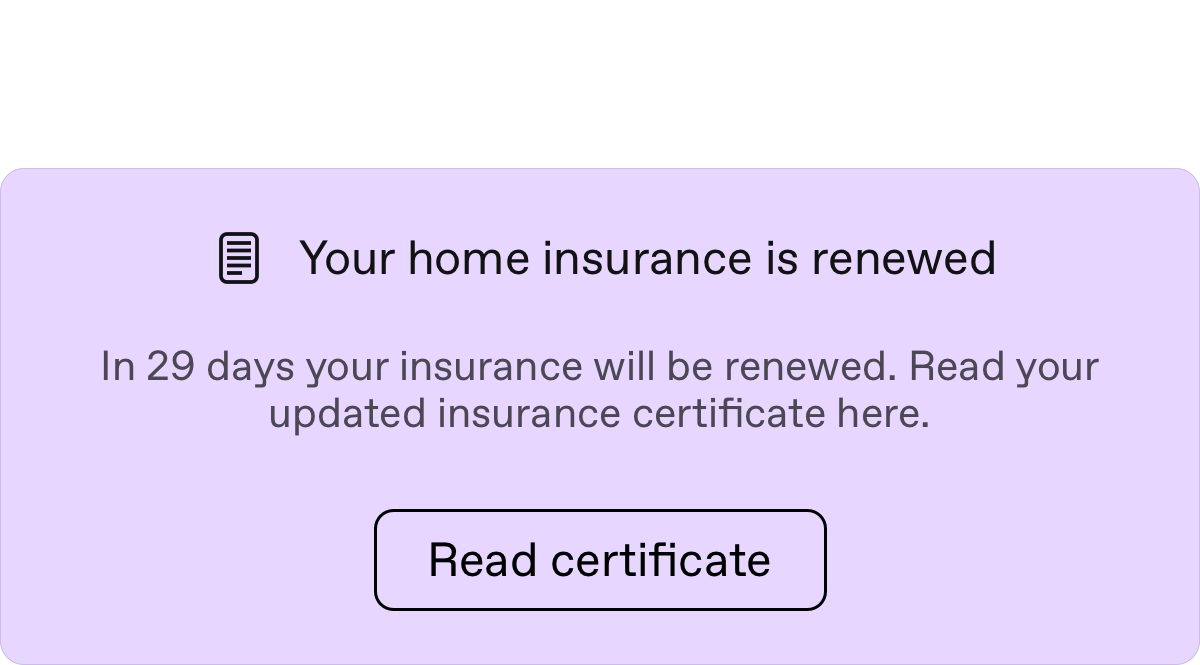 Your home insurance is renewed
In 29 days your insurance will be renewed. Read your
updated insurance certificate here.
Read certificate